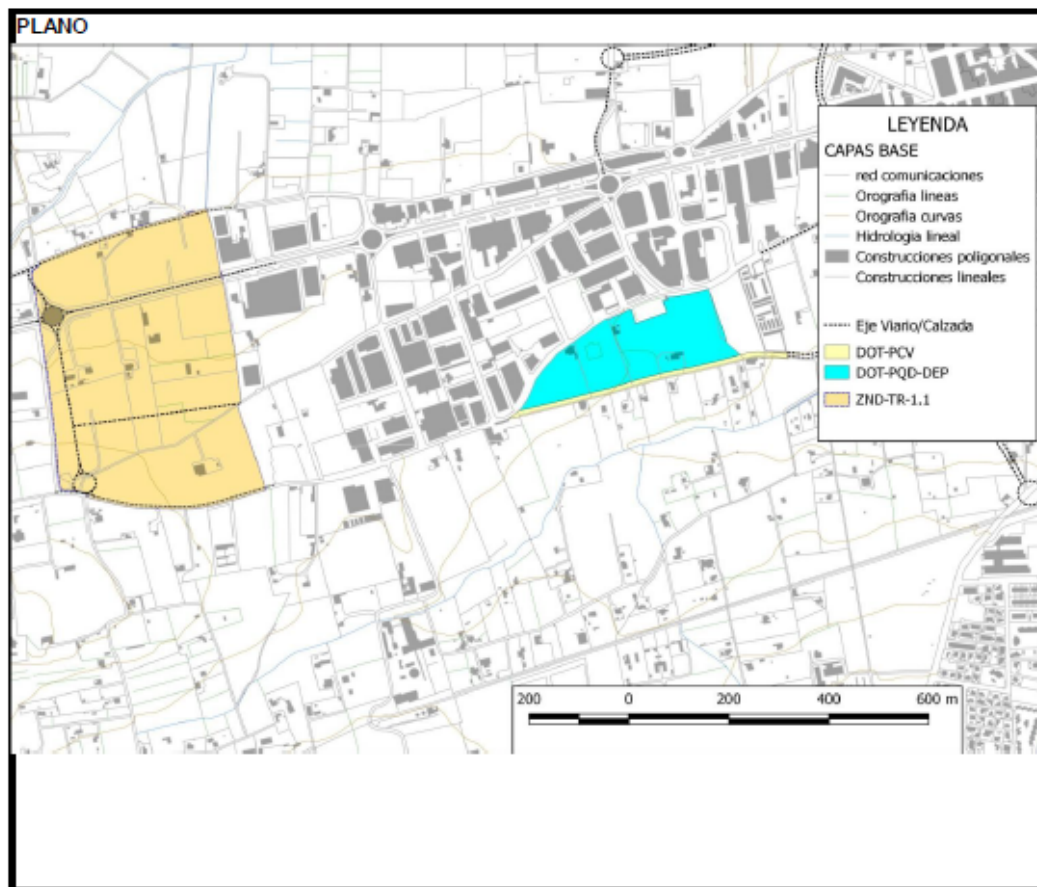 PLANO
LEYENDA
CAPAS BASE
red comunicaciones
Orografia lineas
Orografia curvas
Hidrologia lineal
Construcciones poligonales
Construcciones lineales
Eje Viario/Calzada
DOT-PCV
DOT-PQD-DEP
ZND-TR-1.1
200 0 200 400 600 m